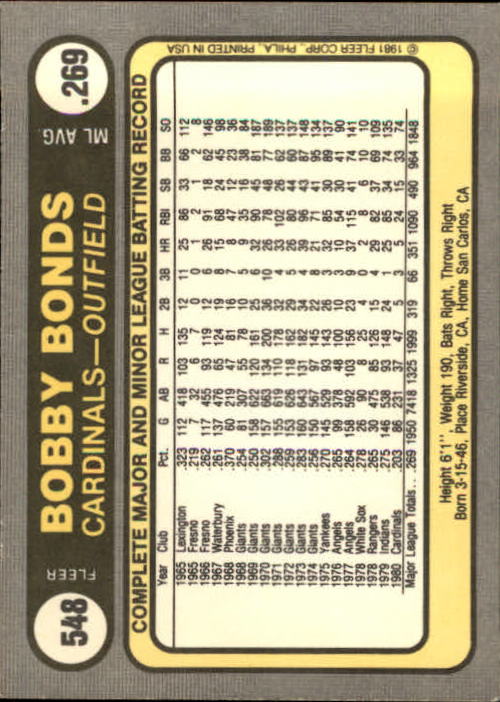 548
FLEER
BOBBY BONDS
CARDINALS—OUTFIELD
ML AVG.
.269
COMPLETE MAJOR AND MINOR LEAGUE BATTING RECORD
Year Club Pct. G AB R H 2B 3B HR RBI SB BB SO
1965 Lexington .323 112 418 103 135 12 11 25 86 33 66 112
1965 Fresno .219 7 32 7 0 0 1 2 8
1966 Fresno .262 117 455 93 119 19 6 26 91 18 62 146
1967 Waterbury .261 137 476 65 124 16 8 15 68 24 45 98
1968 Phoenix .370 60 219 47 81 8 47 12 23 36
1968 Giants .254 81 307 55 78 10 5 9 35 16 38 84
1969 Giants .259 158 622 120 161 25 6 32 90 45 81 187
1970 Giants .302 157 663 134 200 36 10 26 78 48 77 189
1971 Giants .288 155 619 110 178 32 4 33 102 26 62 137
1972 Giants .259 153 626 118 162 29 5 26 80 44 60 137
1973 Giants .283 160 643 131 182 34 4 39 96 43 87 148
1974 Giants .256 150 567 97 145 22 8 21 71 41 95 134
1975 Yankees .270 145 529 93 143 26 3 32 85 30 89 137
1976 Angels .265 99 378 48 100 10 3 10 54 30 41 90
1977 Angels .264 158 592 103 156 23 9 37 115 41 74 141
1978 White Sox .278 26 90 8 25 4 0 2 8 6 10 10
1978 Rangers .265 130 475 85 126 15 4 29 82 37 69 109
1979 Indians .275 146 538 93 148 24 1 25 85 34 74 135
1980 Cardinals .203 86 231 37 47 5 3 5 24 15 33 74
Major League Totals... .269 1950 7418 1325 1999 319 66 351 1090 490 964 1848
Height 6'1'', Weight 190, Bats Right, Throws Right
Born 3-15-46, Place Riverside, CA, Home San Carlos, CA
© 1981 FLEER CORP., PHILA., PRINTED IN USA